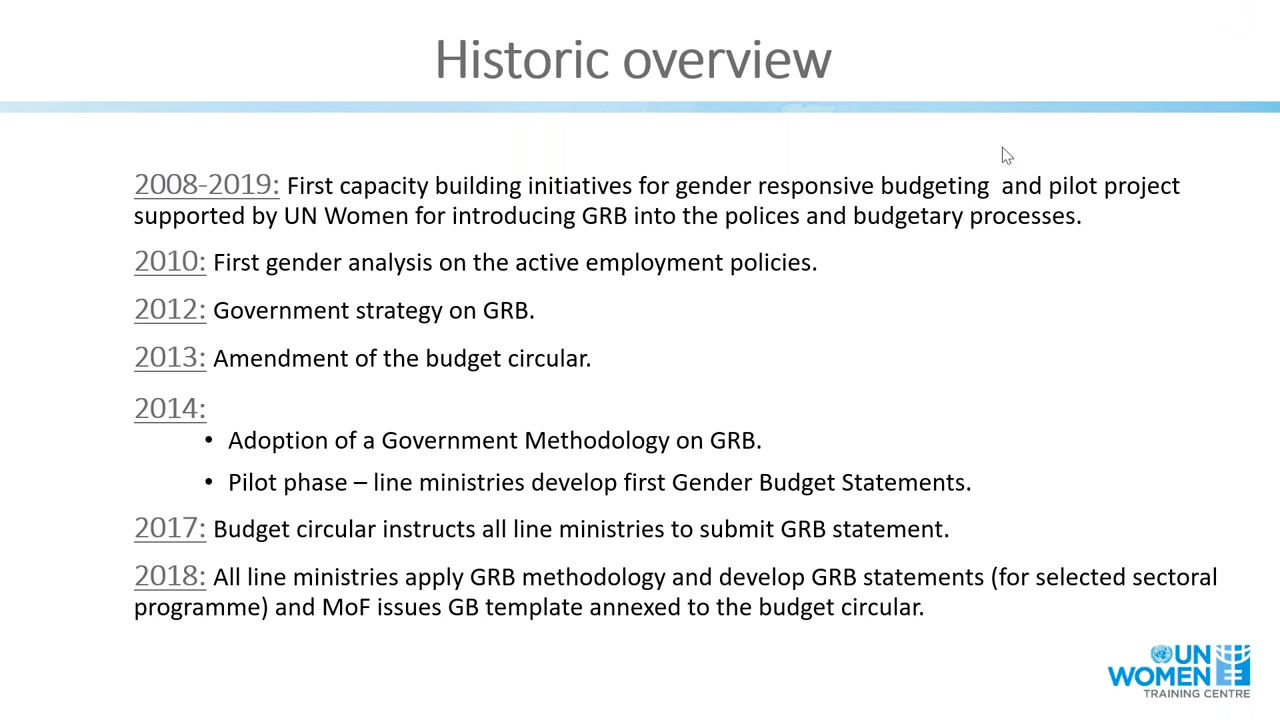 Historic overview
2008-2019: First capacity building initiatives for gender responsive budgeting  and pilot project
supported by UN Women for introducing GRB into the polices and budgetary processes.
2010: First gender analysis on the active employment policies.
2012: Government strategy on GRB.
2013: Amendment of the budget circular.
2014:
• Adoption of a Government Methodology on GRB.
• Pilot phase – line ministries develop first Gender Budget Statements.
2017: Budget circular instructs all line ministries to submit GRB statement.
2018: All line ministries apply GRB methodology and develop GRB statements (for selected sectoral
programme) and MoF issues GB template annexed to the budget circular.
UN
WOMEN
TRAINING CENTRE